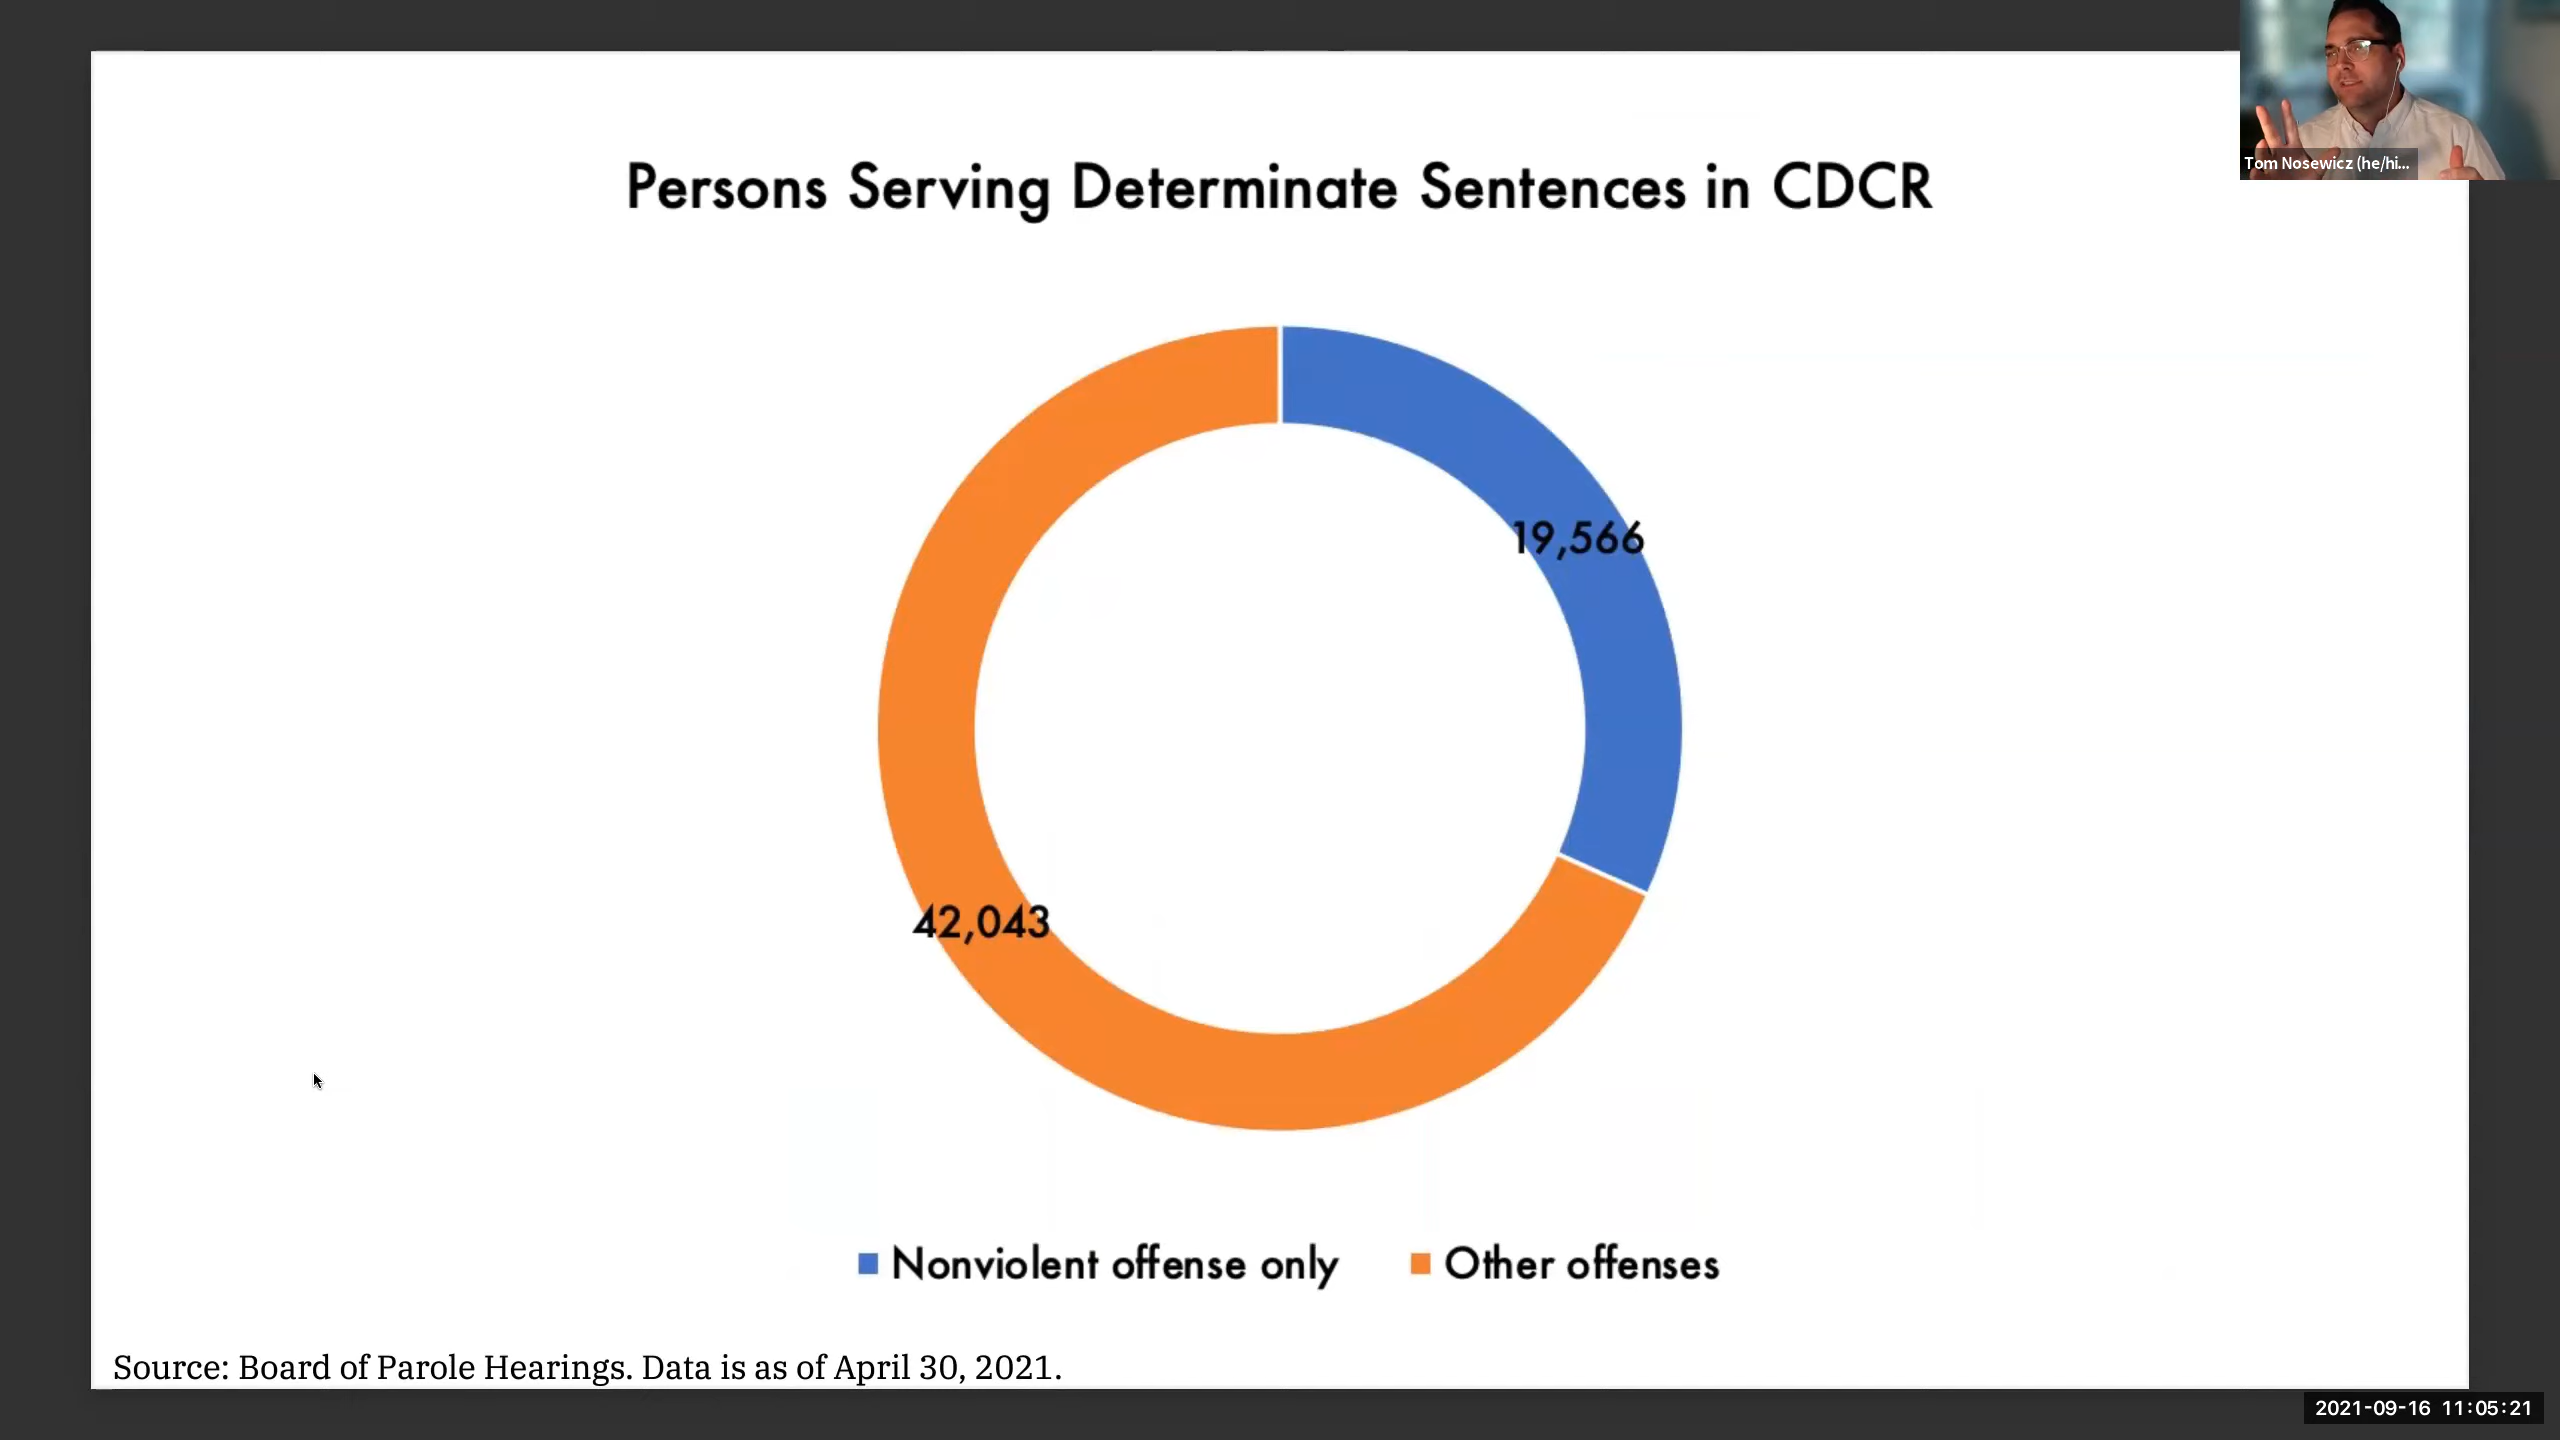 Tom Nosewicz (he/hi...
Persons Serving Determinate Sentences in CDCR
19,566
42,043
Nonviolent offense only
Other offenses
Source: Board of Parole Hearings. Data is as of April 30, 2021.
2021-09-16 11:05:21